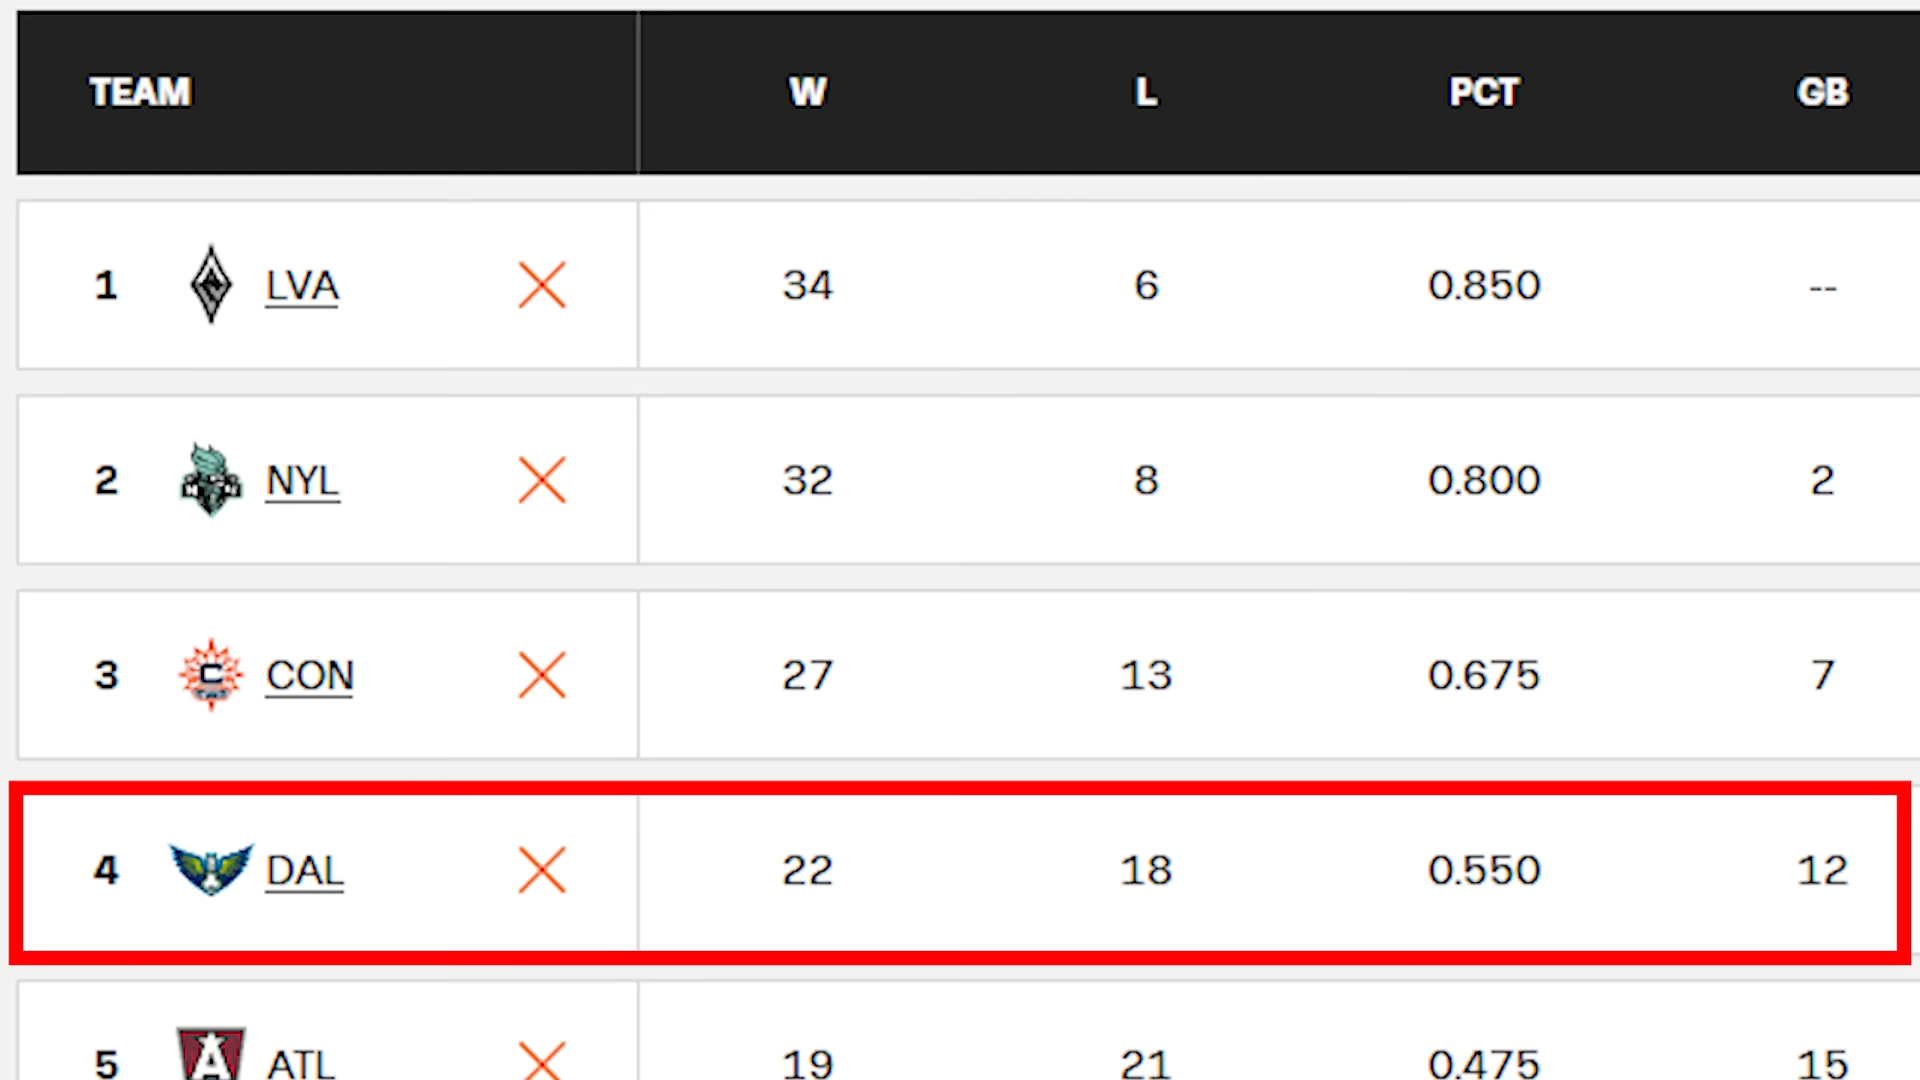 TEAM W L PCT GB
1 LVA 34 6 0.850 --
2 NYL 32 8 0.800 2
3 CON 27 13 0.675 7
4 DAL 22 18 0.550 12
5 ATL 19 21 0.475 15